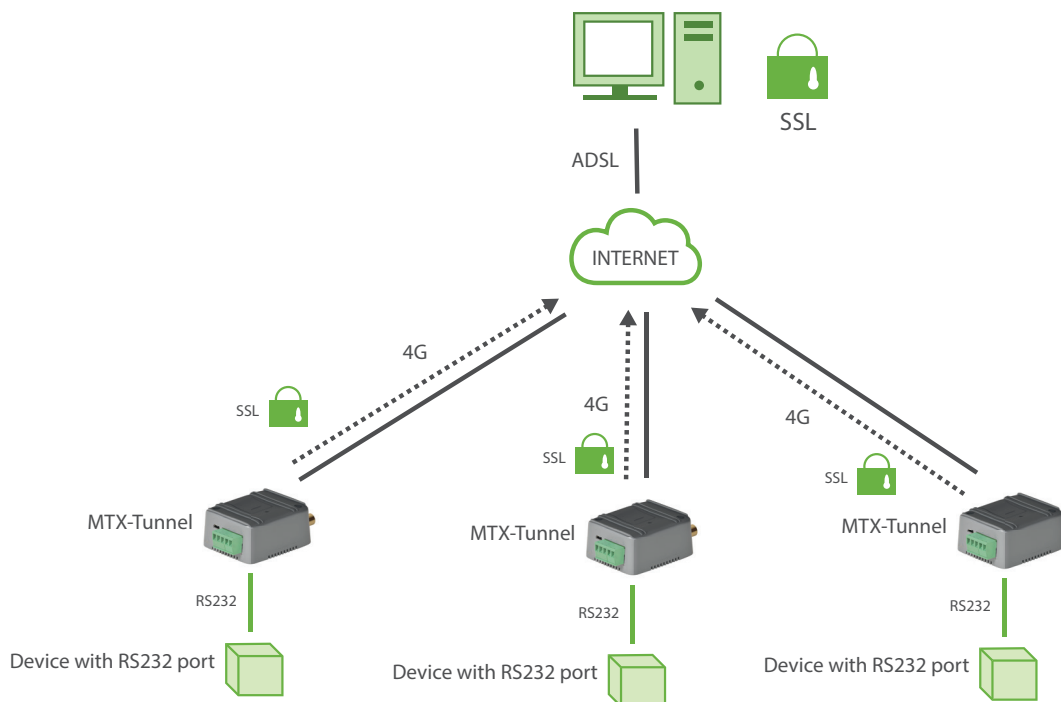 SSL
ADSL
INTERNET
4G
4G
4G
SSL
SSL
SSL
MTX-Tunnel
MTX-Tunnel
MTX-Tunnel
RS232
RS232
RS232
Device with RS232 port
Device with RS232 port
Device with RS232 port